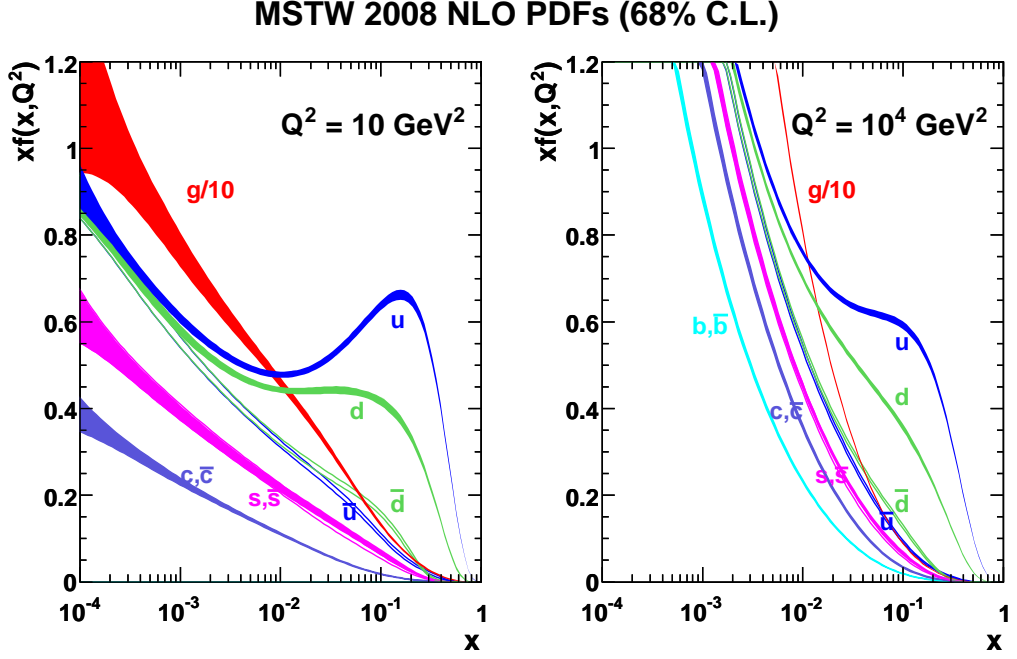 MSTW 2008 NLO PDFs (68% C.L.)
xf(x,Q²)
1.2
1
0.8
0.6
0.4
0.2
0
Q² = 10 GeV²
g/10
u
d
c,c̅
s,s̅
u̅
d̅
10⁻⁴
10⁻³
10⁻²
10⁻¹
1
x
xf(x,Q²)
1.2
1
0.8
0.6
0.4
0.2
0
Q² = 10⁴ GeV²
g/10
b,b̅
u
d
c,c̅
s,s̅
d̅
u̅
10⁻⁴
10⁻³
10⁻²
10⁻¹
1
x